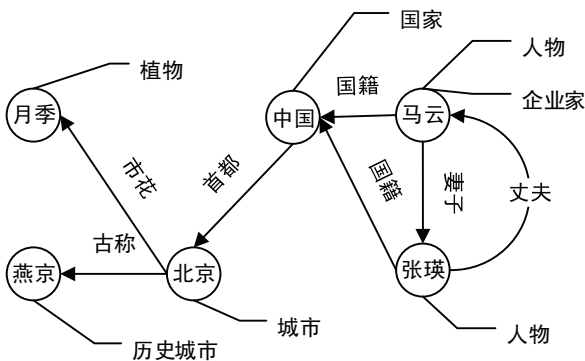 国家
人物
植物
企业家
国籍
月季
中国
马云
市花
首都
国籍
妻子
丈夫
古称
燕京
北京
张瑛
城市
人物
历史城市